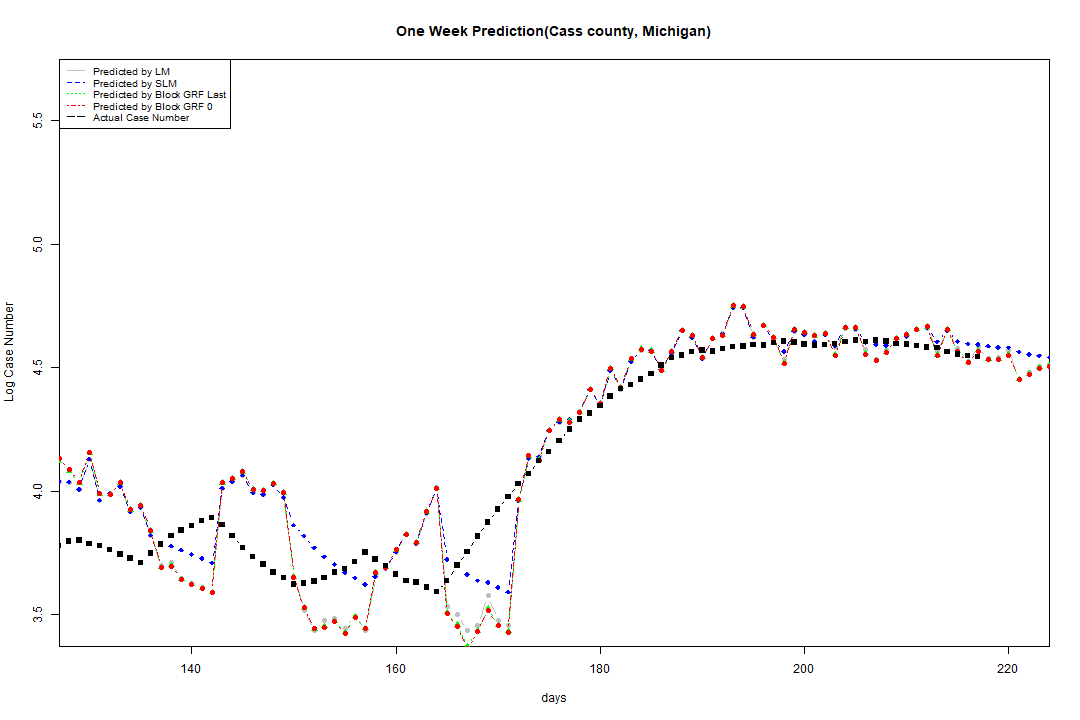 One Week Prediction(Cass county, Michigan)
Predicted by LM
Predicted by SLM
Predicted by Block GRF Last
Predicted by Block GRF 0
Actual Case Number
5.5
5.0
4.5
4.0
3.5
Log Case Number
140
160
180
200
220
days